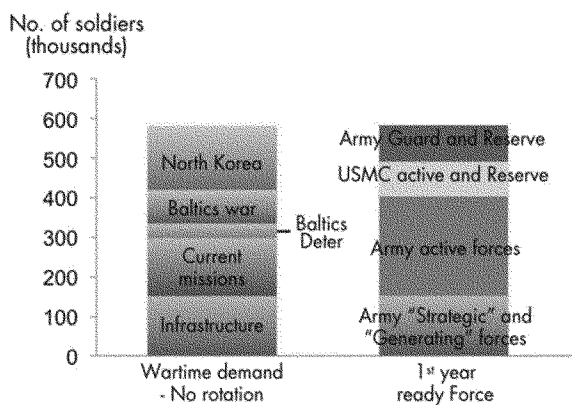 No. of soldiers
(thousands)
700
600
500
400
300
200
100
0
North Korea
Baltics war
Baltics
Deter
Current
missions
Infrastructure
Army Guard and Reserve
USMC active and Reserve
Army active forces
Army "Strategic" and
"Generating" forces
Wartime demand
- No rotation
1st year
ready Force